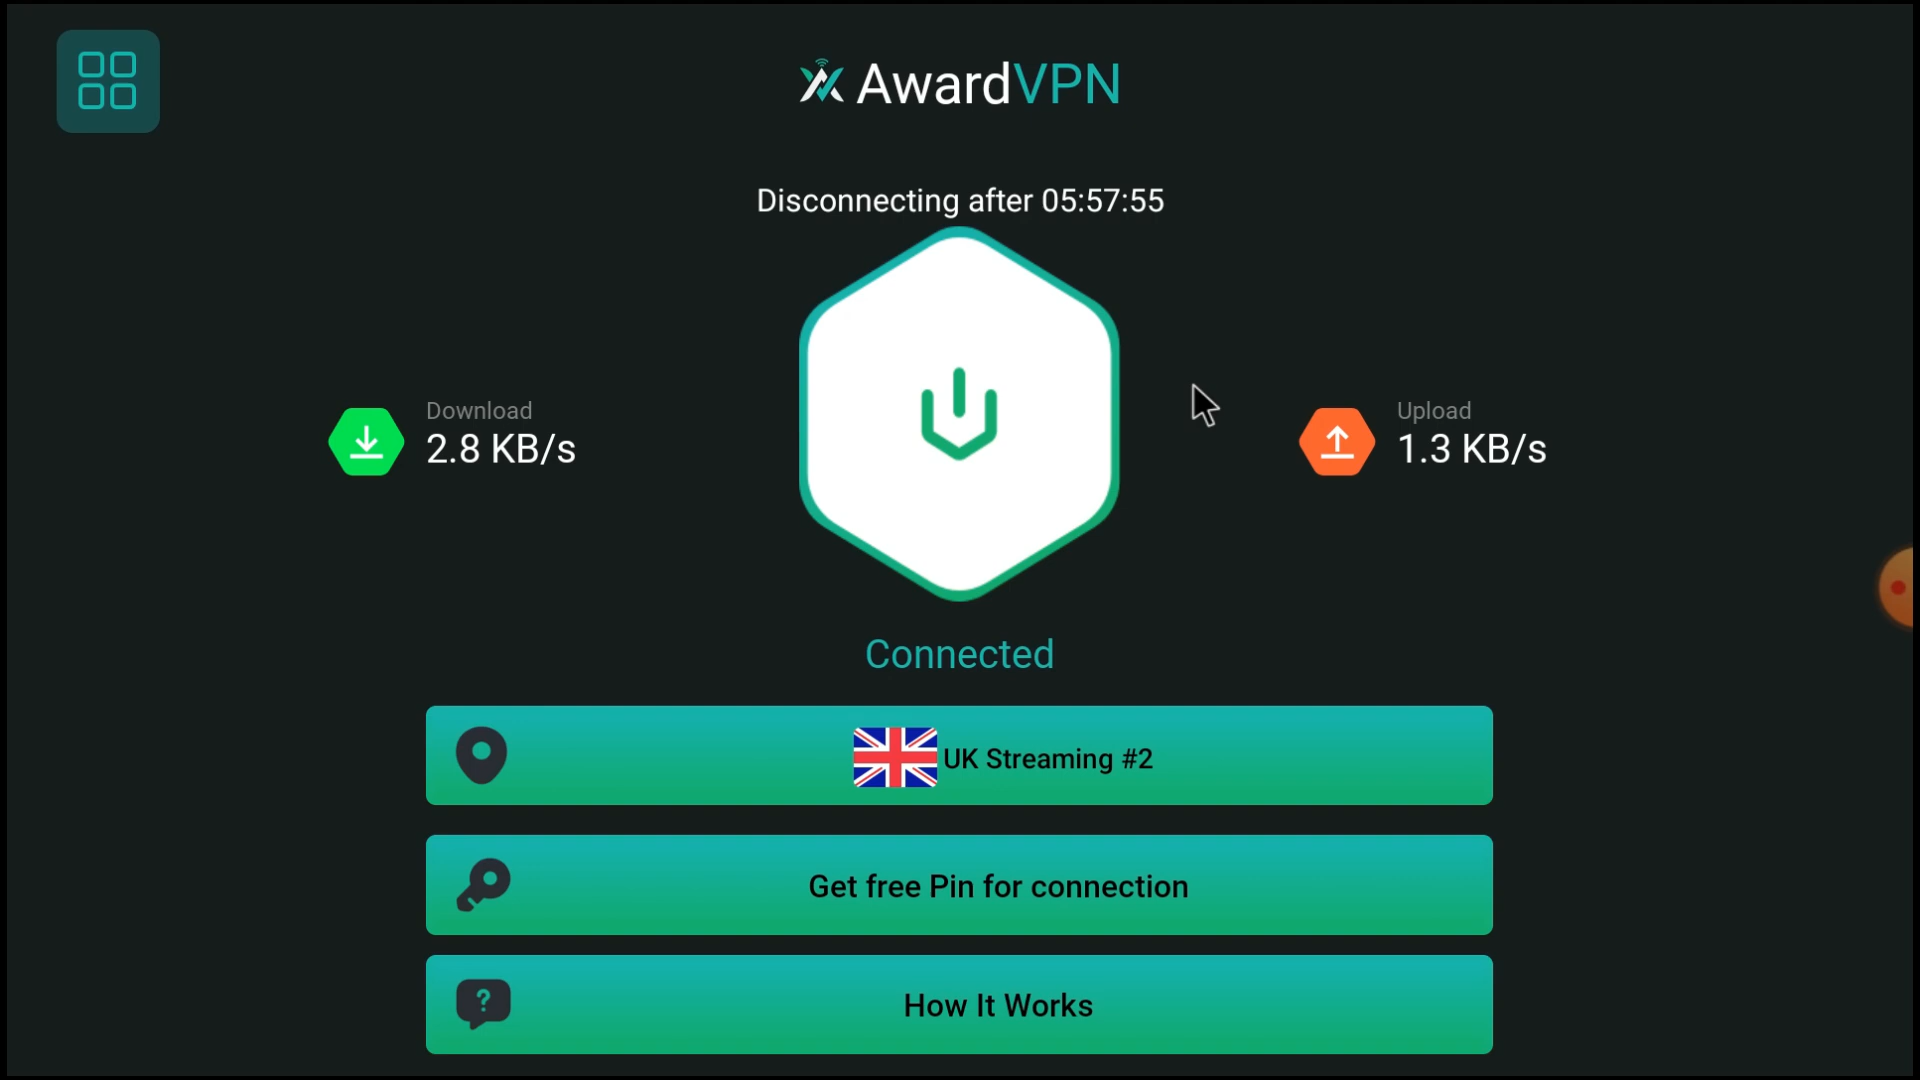 AwardVPN
Disconnecting after 05:57:55
Download
2.8 KB/s
Upload
1.3 KB/s
Connected
UK Streaming #2
Get free Pin for connection
?
How It Works